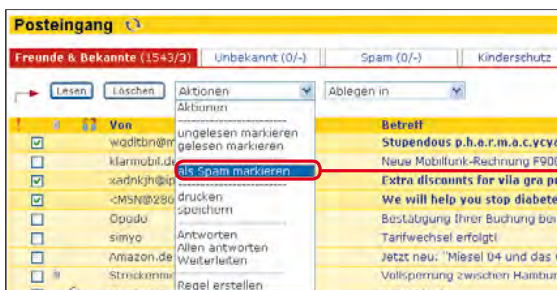 Posteingang
Freunde & Bekannte (1543/3) Unbekannt (0/-) Spam (0/-) Kinderschutz
Lesen Löschen Aktionen Ablegen in
Aktionen
Von Betreff
ungelesen markieren
Stupendous p.h.a.r.m.a.c.y
gelesen markieren
klarmobil.de Neue Mobilfunk-Rechnung F900
als Spam markieren
Extra discounts for vila gra
We will help you stop diabete
drucken
speichern
Opodo Bestätigung Ihrer Buchung bei
simyo Antworten Tarifwechsel erfolgt!
Allen antworten
Amazon.de Weiterleiten Jetzt neu: "Miesel 04 und das
Vollsperrung zwischen Hambur
Regel erstellen